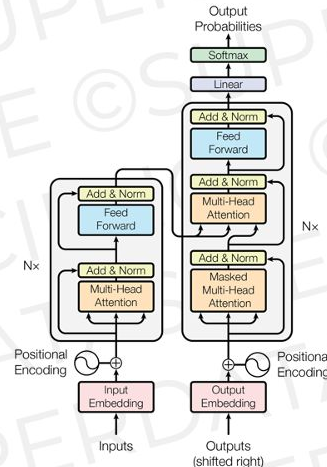 Output
Probabilities
Softmax
Linear
Add & Norm
Feed
Forward
Add & Norm
Multi-Head
Attention
Nx
Add & Norm
Masked
Multi-Head
Attention
Add & Norm
Feed
Forward
Nx
Add & Norm
Multi-Head
Attention
Positional
Encoding
Positional
Encoding
Input
Embedding
Output
Embedding
Inputs
Outputs
(shifted right)